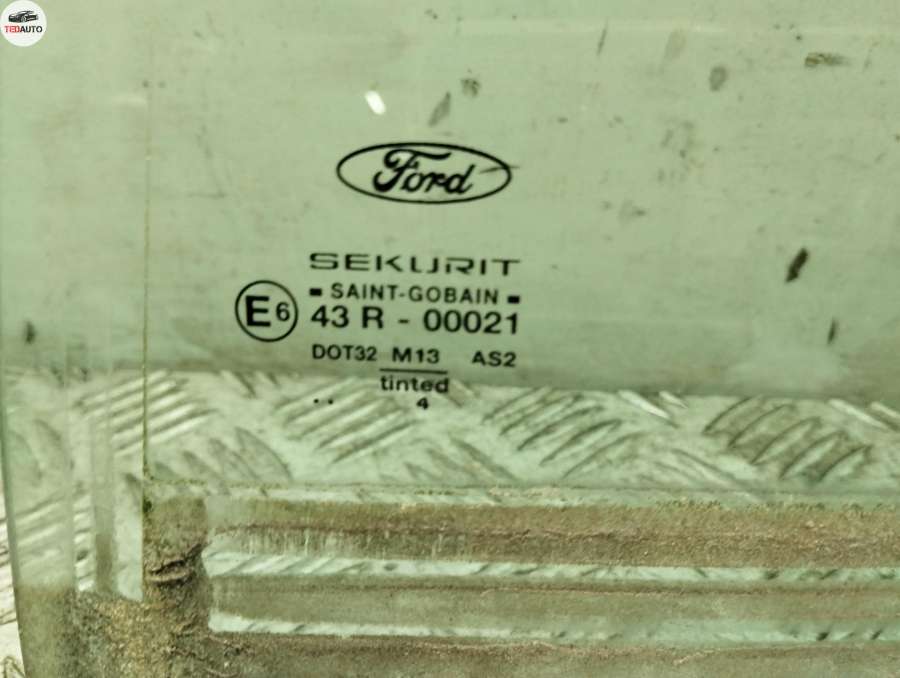 TEDAUTO
Ford
SEKURIT
SAINT-GOBAIN
E6 43 R - 00021
DOT32 M13 AS2
tinted
.. 4